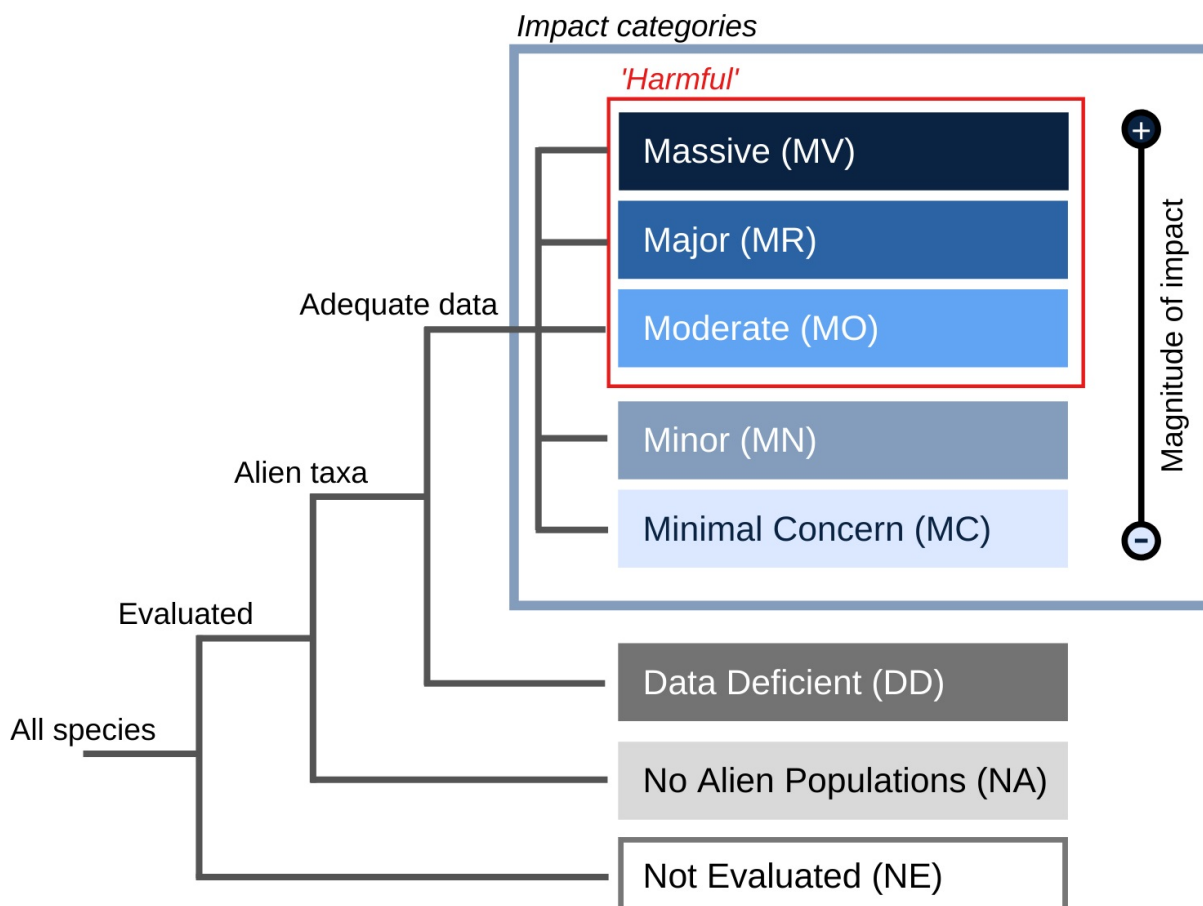 Impact categories
'Harmful'
Massive (MV)
+
Major (MR)
Moderate (MO)
Adequate data
Magnitude of impact
Minor (MN)
Alien taxa
Minimal Concern (MC)
-
Evaluated
Data Deficient (DD)
All species
No Alien Populations (NA)
Not Evaluated (NE)